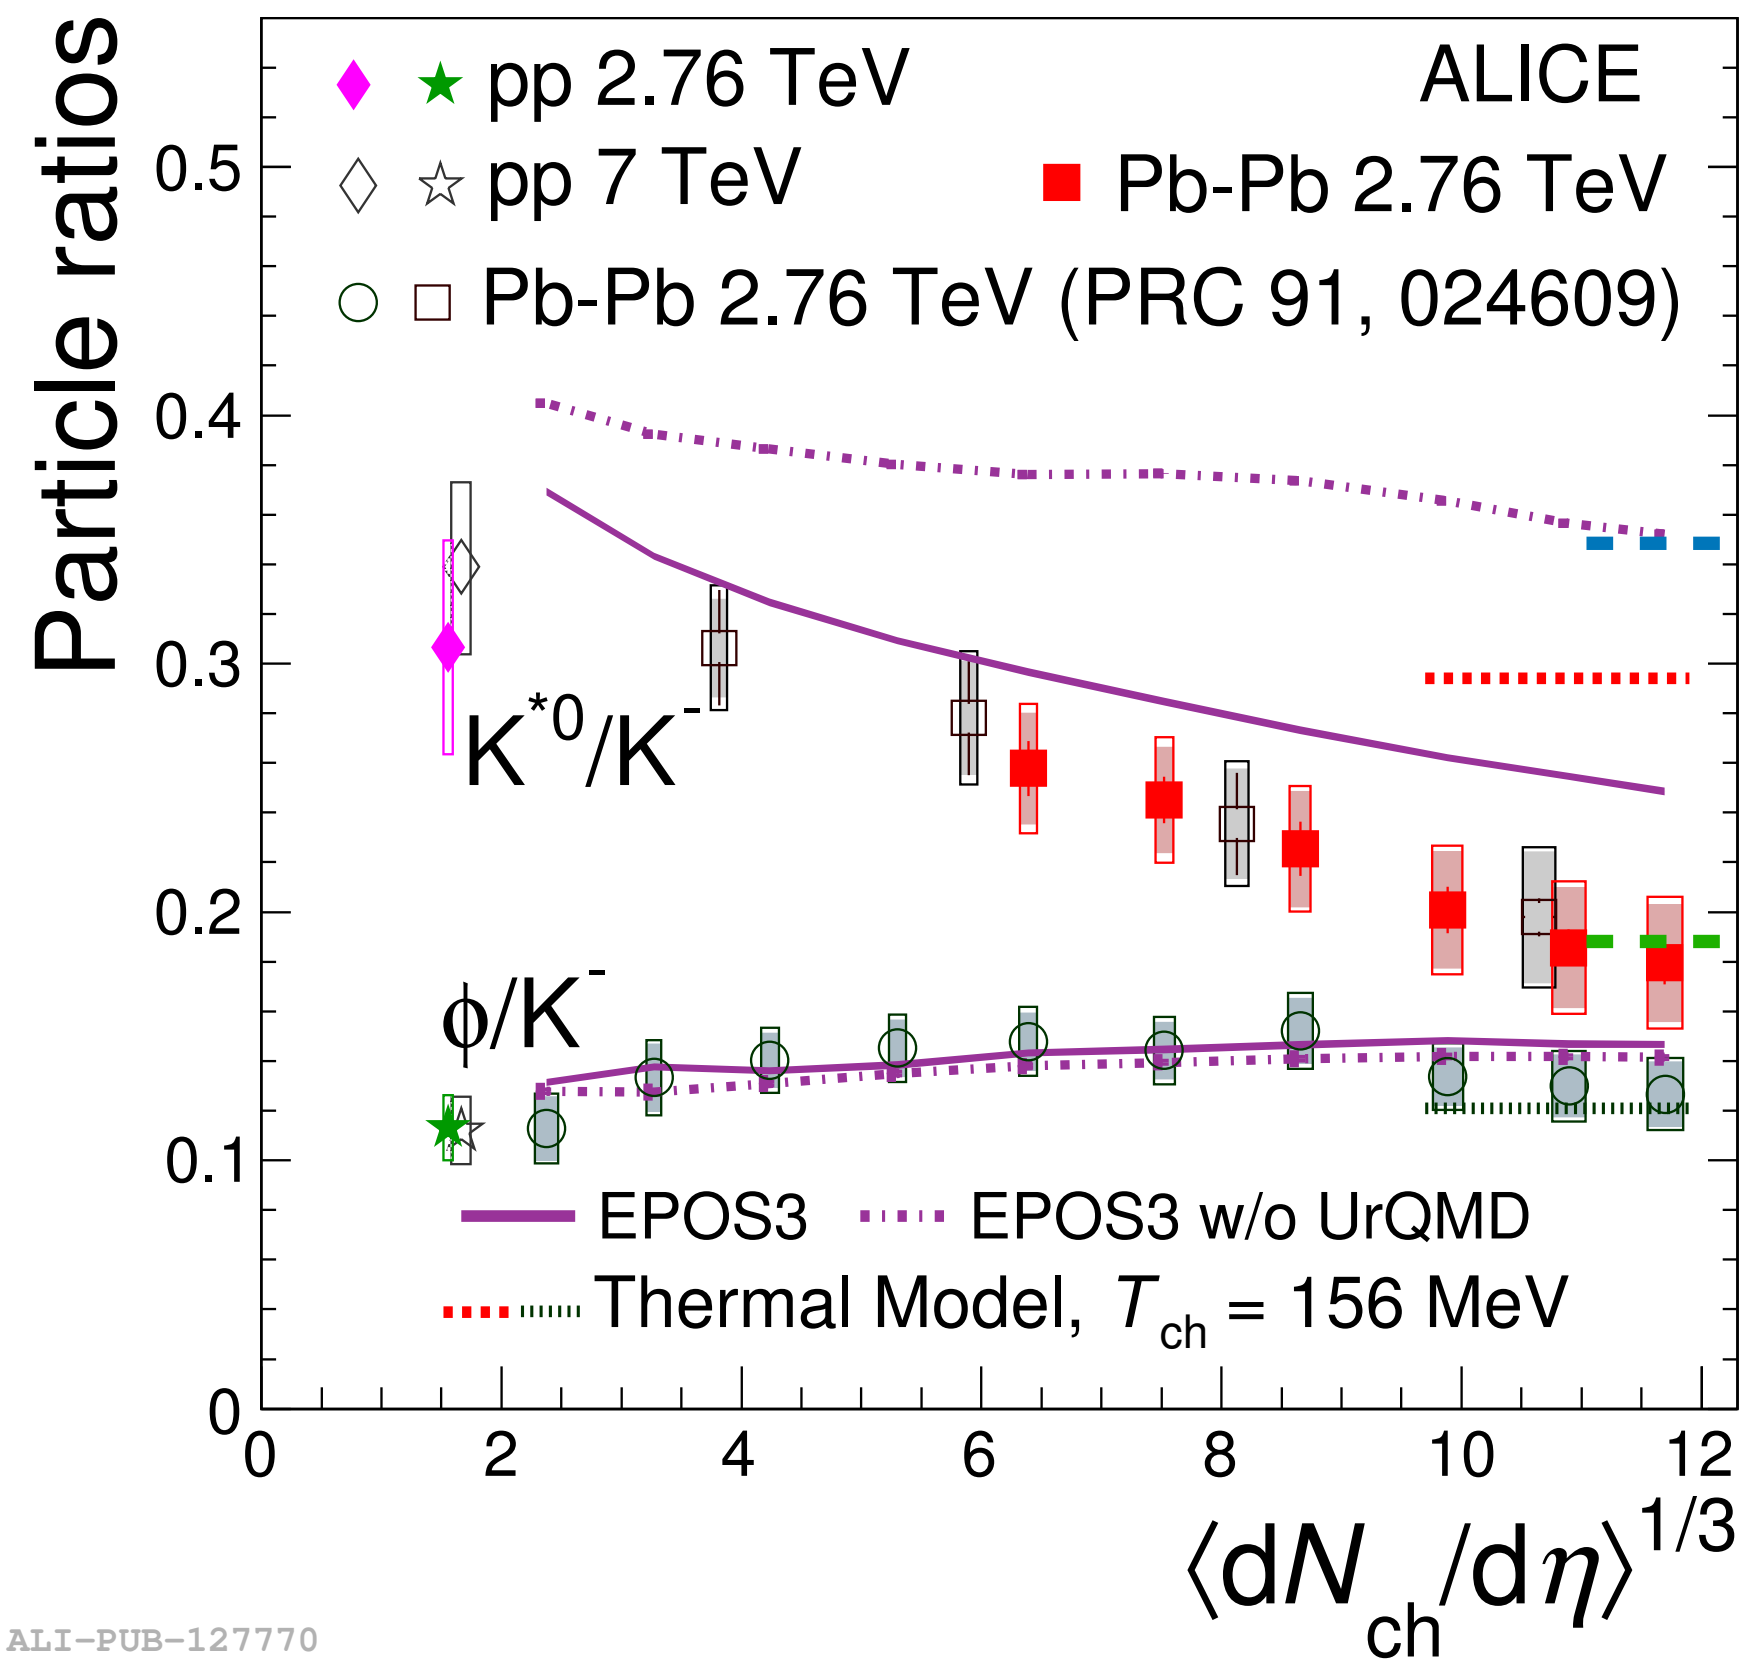 Particle ratios
pp 2.76 TeV
ALICE
pp 7 TeV
Pb-Pb 2.76 TeV
Pb-Pb 2.76 TeV (PRC 91, 024609)
0.5
0.4
0.3
0.2
0.1
0
K*0/K-
ϕ/K-
EPOS3
EPOS3 w/o UrQMD
Thermal Model, Tch = 156 MeV
0 2 4 6 8 10 12
⟨dNch/dη⟩1/3
ALI-PUB-127770